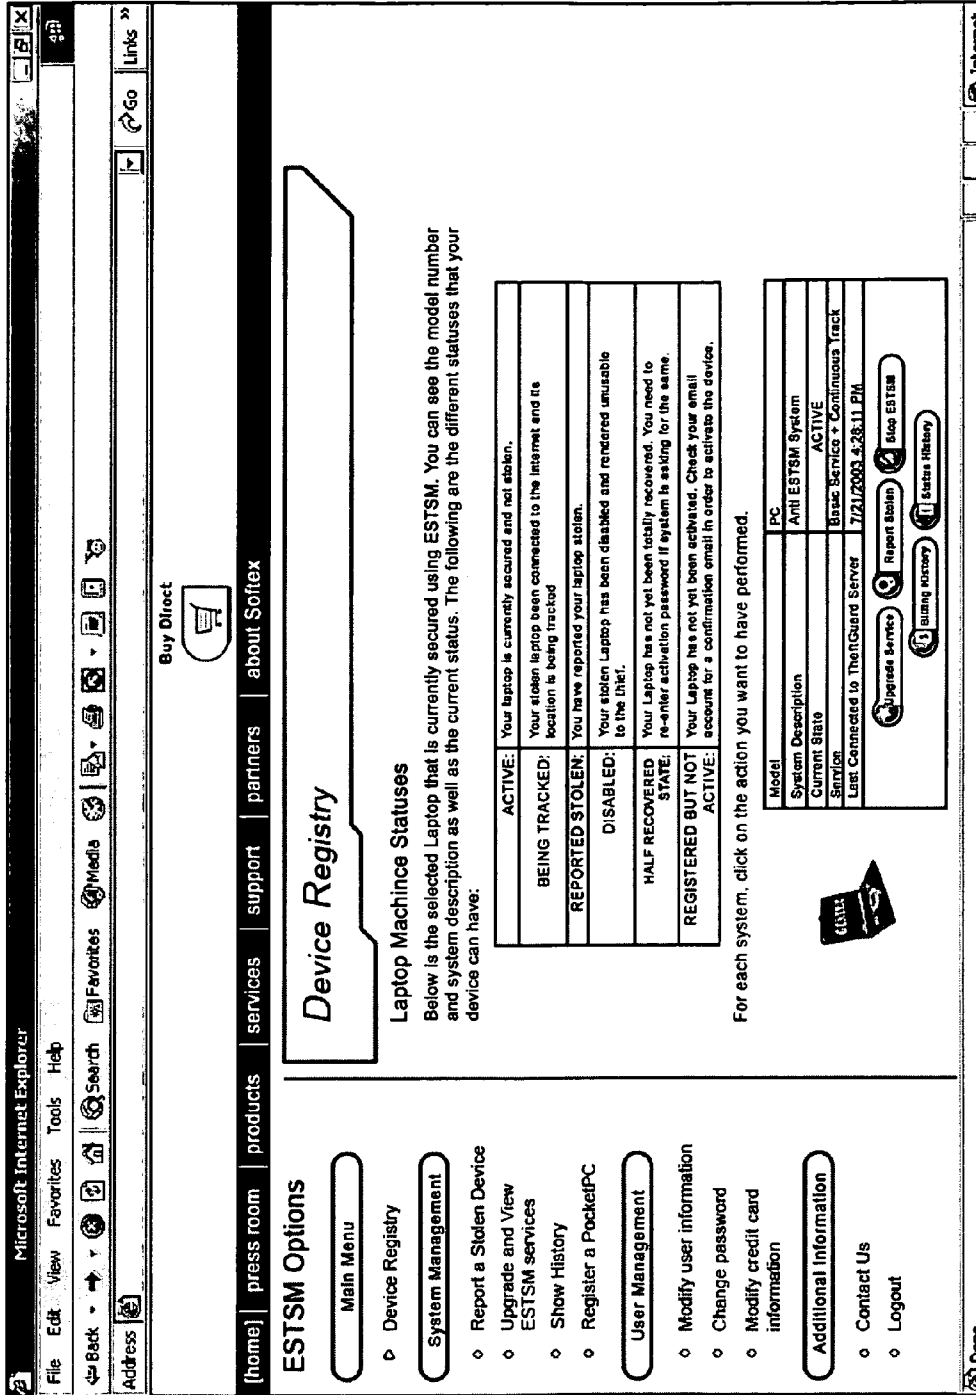 Microsoft Internet Explorer
File Edit View Favorites Tools Help
Back Search Favorites Media
Address Go Links »
Buy Diroct
[home] press room products services support partners about Softex
ESTSM Options
Main Menu
Device Registry
System Management
Report a Stolen Device
Upgrade and View
ESTSM services
Show History
Register a PocketPC
User Management
Modify user information
Change password
Modify credit card
information
Additional Information
Contact Us
Logout
Device Registry
Laptop Machince Statuses
Below is the selected Laptop that is currently secured using ESTSM. You can see the model number
and system description as well as the current status. The following are the different statuses that your
device can have:
ACTIVE: Your laptop is currently secured and not stolen.
BEING TRACKED: Your stolen laptop been connected to the Internet and its
location is being tracked
REPORTED STOLEN: You have reported your laptop stolen.
DISABLED: Your stolen Laptop has been disabled and rendered unusable
to the thief.
HALF RECOVERED STATE: Your Laptop has not yet been totally recovered. You need to
re-enter activation password if system is asking for the same.
REGISTERED BUT NOT ACTIVE: Your Laptop has not yet been activated. Check your email
account for a confirmation email in order to activate the device.
For each system, click on the action you want to have performed.
Model PC
System Description Anti ESTSM System
Current State ACTIVE
Service Basic Service + Continuous Track
Last Connected to TheftGuard Server 7/21/2003 4:28:11 PM
Upgrade Service Report Stolen Stop ESTSM
Billing History Status History
Done Internet